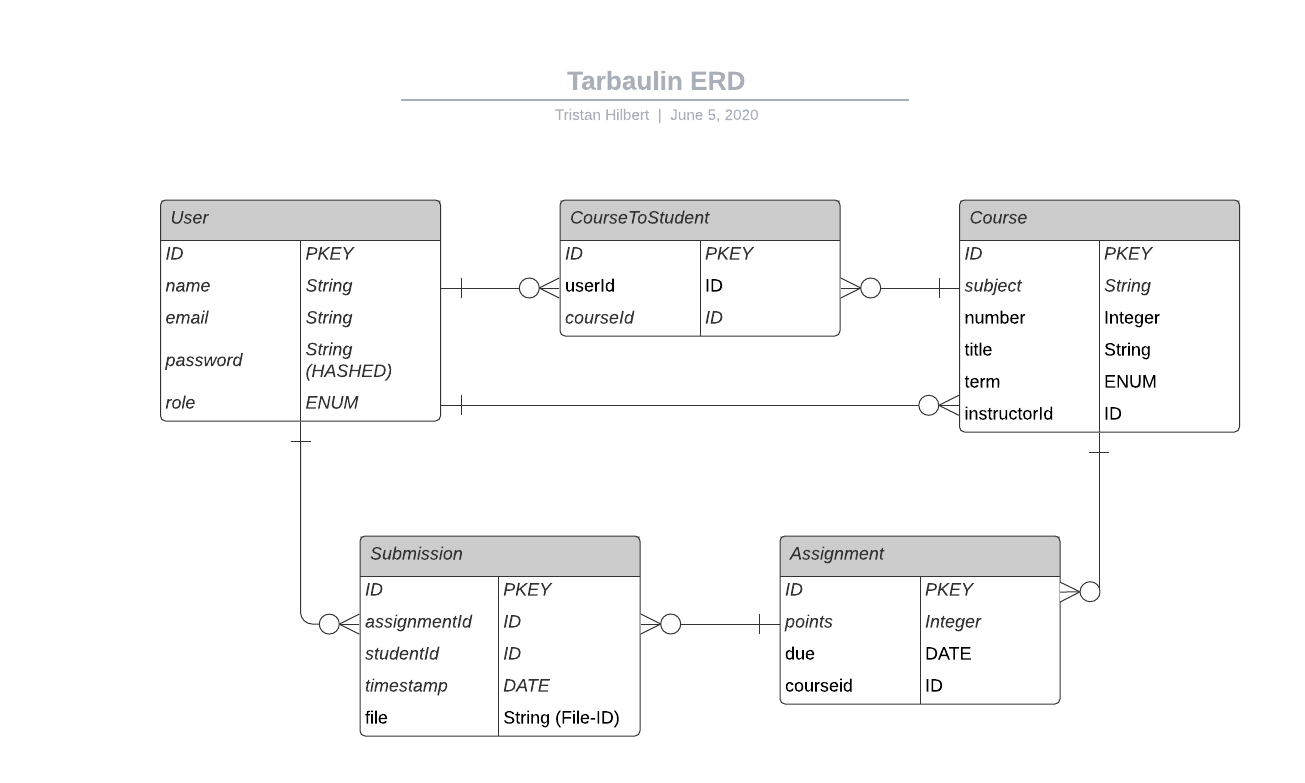 Tarbaulin ERD
Tristan Hilbert | June 5, 2020
User
ID PKEY
name String
email String
password String
(HASHED)
role ENUM
CourseToStudent
ID PKEY
userId ID
courseId ID
Course
ID PKEY
subject String
number Integer
title String
term ENUM
instructorId ID
Submission
ID PKEY
assignmentId ID
studentId ID
timestamp DATE
file String (File-ID)
Assignment
ID PKEY
points Integer
due DATE
courseid ID